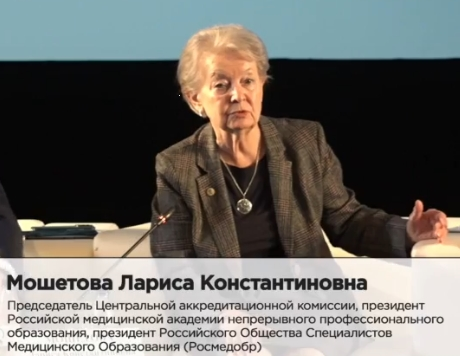 Мошетова Лариса Константиновна
Председатель Центральной аккредитационной комиссии, президент
Российской медицинской академии непрерывного профессионального
образования, президент Российского Общества Специалистов
Медицинского Образования (Росмедобр)